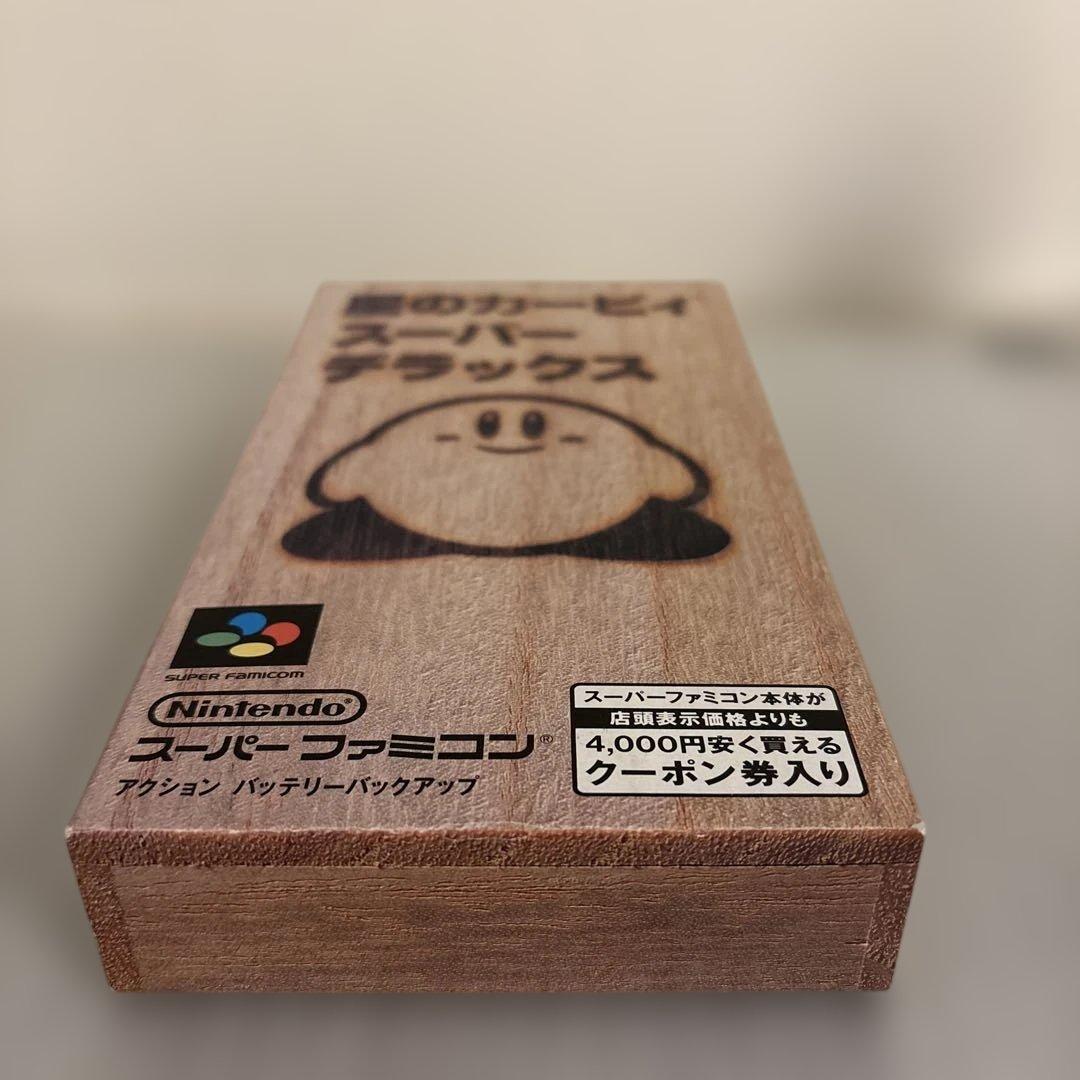 星のカービィ
スーパー
デラックス
SUPER FAMICOM
Nintendo®
スーパーファミコン®
アクション バッテリーバックアップ
スーパーファミコン本体が
店頭表示価格よりも
4,000円安く買える
クーポン券入り